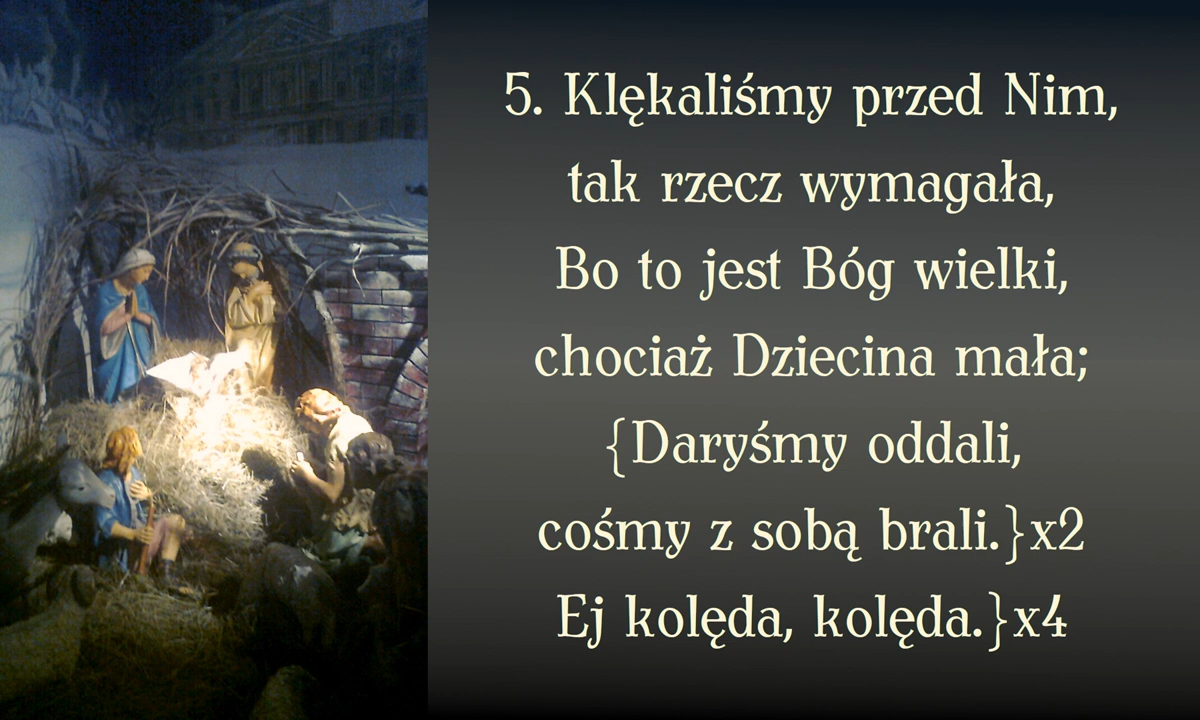 5. Klękaliśmy przed Nim,
tak rzecz wymagała,
Bo to jest Bóg wielki,
chociaż Dziecina mała;
{Daryśmy oddali,
cośmy z sobą brali.}x2
Ej kolęda, kolęda.}x4